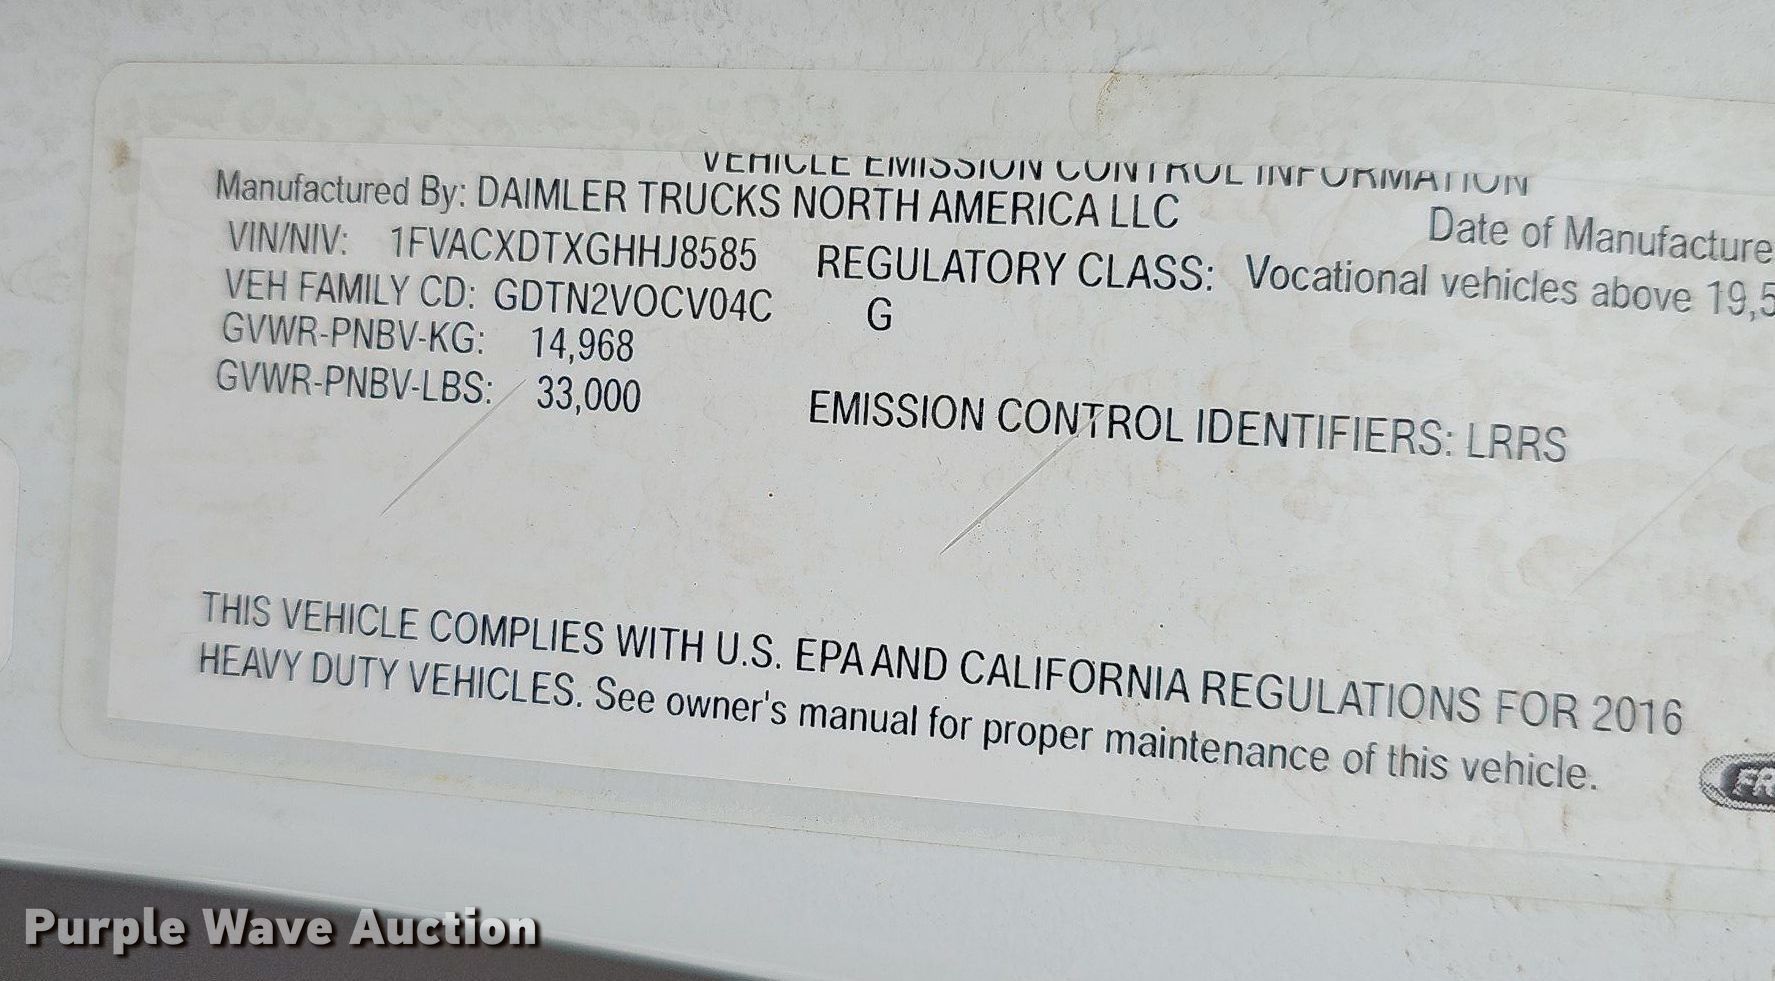 VEHICLE EMISSION CONTROL INFORMATION
Manufactured By: DAIMLER TRUCKS NORTH AMERICA LLC
Date of Manufacture
VIN/NIV: 1FVACXDTXGHHJ8585
REGULATORY CLASS: Vocational vehicles above 19,5
VEH FAMILY CD: GDTN2VOCV04C
G
GVWR-PNBV-KG: 14,968
GVWR-PNBV-LBS: 33,000
EMISSION CONTROL IDENTIFIERS: LRRS
THIS VEHICLE COMPLIES WITH U.S. EPA AND CALIFORNIA REGULATIONS FOR 2016
HEAVY DUTY VEHICLES. See owner's manual for proper maintenance of this vehicle.
FR
Purple Wave Auction